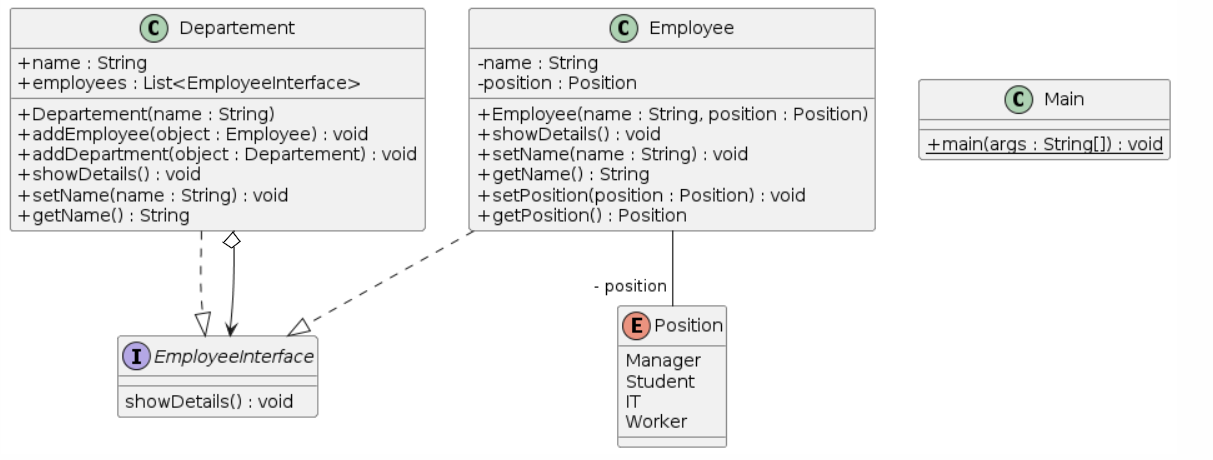 C Departement
+name : String
+employees : List<EmployeeInterface>
+Departement(name : String)
+addEmployee(object : Employee) : void
+addDepartment(object : Departement) : void
+showDetails() : void
+setName(name : String) : void
+getName() : String
C Employee
-name : String
-position : Position
+Employee(name : String, position : Position)
+showDetails() : void
+setName(name : String) : void
+getName() : String
+setPosition(position : Position) : void
+getPosition() : Position
C Main
+main(args : String[]) : void
- position
I EmployeeInterface
showDetails() : void
E Position
Manager
Student
IT
Worker